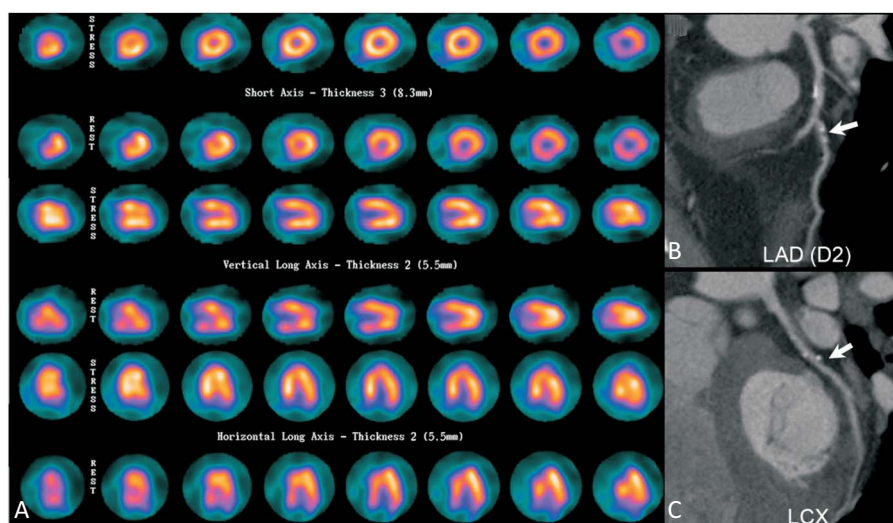 STRESS
Short Axis - Thickness 3 (8.3mm)
REST
STRESS
Vertical Long Axis - Thickness 2 (5.5mm)
REST
STRESS
Horizontal Long Axis - Thickness 2 (5.5mm)
REST
A
B
LAD (D2)
C
LCX